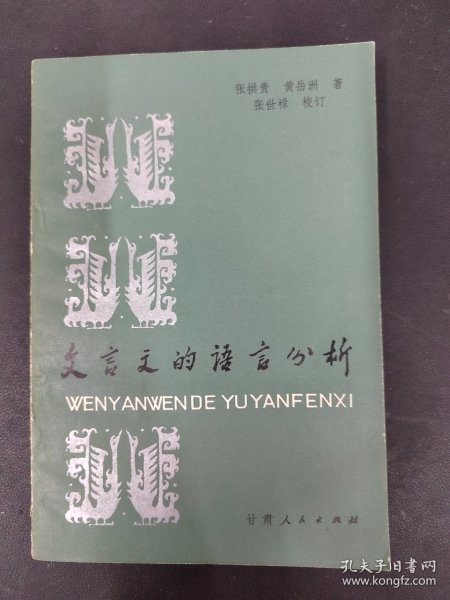 张拱贵 黄岳洲 著
张世禄 校订
文言文的语言分析
WENYANWENDE YUYANFENXI
甘肃人民出版社
孔夫子旧书网
www.kongfz.com